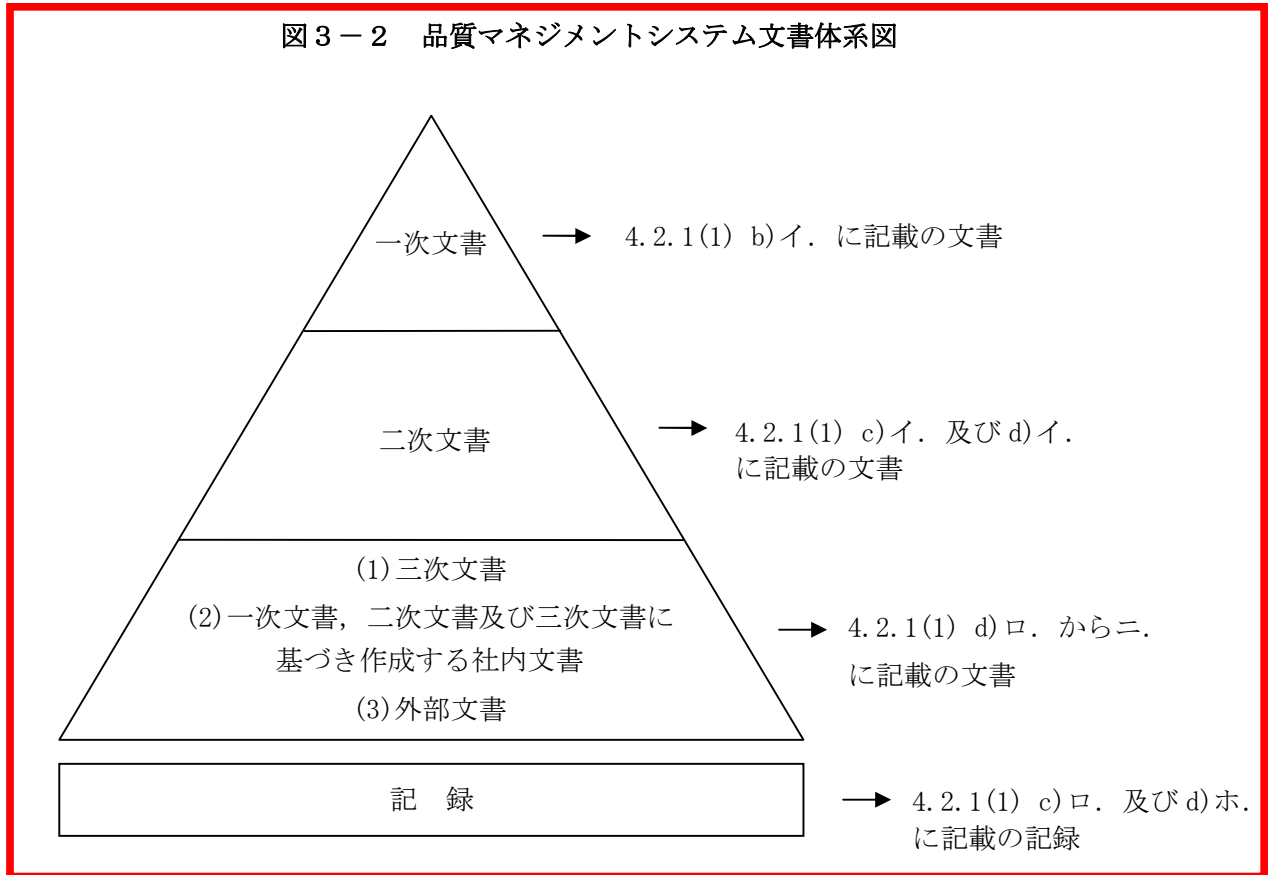 図３－２　品質マネジメントシステム文書体系図
一次文書
4.2.1(1) b)イ．に記載の文書
二次文書
4.2.1(1) c)イ．及び d)イ．
に記載の文書
(1)三次文書
(2)一次文書，二次文書及び三次文書に
基づき作成する社内文書
(3)外部文書
4.2.1(1) d)ロ．からニ．
に記載の文書
記　録
4.2.1(1) c)ロ．及び d)ホ．
に記載の記録